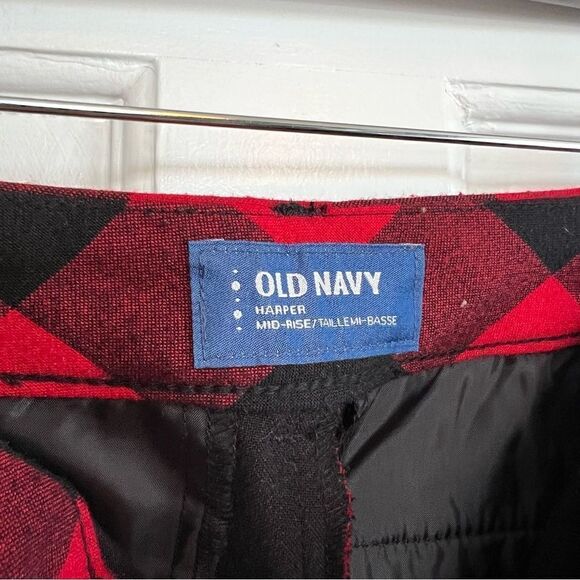 OLD NAVY
HARPER
MID-RISE/TAILLEMI-BASSE